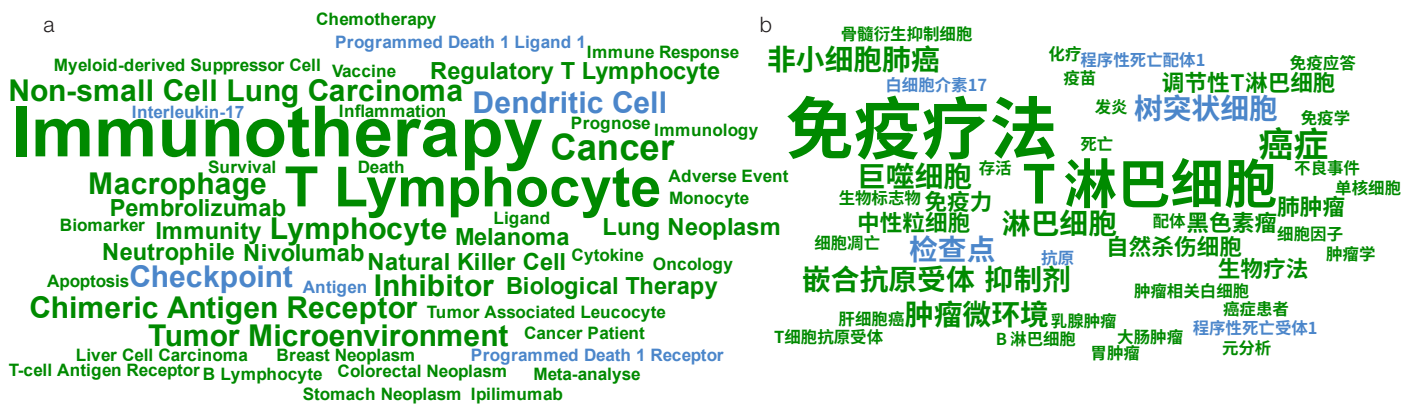 a
Chemotherapy
Programmed Death 1 Ligand 1
Immune Response
Myeloid-derived Suppressor Cell
Vaccine
Regulatory T Lymphocyte
Non-small Cell Lung Carcinoma
Dendritic Cell
Interleukin-17
Inflammation
Immunotherapy
Prognose
Immunology
Cancer
Survival
Death
Macrophage
T Lymphocyte
Adverse Event
Monocyte
Pembrolizumab
Biomarker
Immunity
Lymphocyte
Ligand
Melanoma
Lung Neoplasm
Neutrophile
Nivolumab
Natural Killer Cell
Cytokine
Oncology
Apoptosis
Checkpoint
Antigen
Inhibitor
Biological Therapy
Chimeric Antigen Receptor
Tumor Associated Leucocyte
Tumor Microenvironment
Cancer Patient
Liver Cell Carcinoma
Breast Neoplasm
Programmed Death 1 Receptor
T-cell Antigen Receptor
B Lymphocyte
Colorectal Neoplasm
Meta-analyse
Stomach Neoplasm
Ipilimumab
b
骨髓衍生抑制细胞
非小细胞肺癌
化疗
程序性死亡配体1
免疫应答
白细胞介素17
疫苗
调节性T淋巴细胞
免疫疗法
发炎
树突状细胞
免疫学
死亡
癌症
巨噬细胞
存活
T 淋巴细胞
不良事件
单核细胞
生物标志物
免疫力
中性粒细胞
淋巴细胞
配体
黑色素瘤
肺肿瘤
细胞因子
细胞凋亡
检查点
抗原
自然杀伤细胞
肿瘤学
嵌合抗原受体
抑制剂
生物疗法
肿瘤相关白细胞
肝细胞癌
肿瘤微环境
乳腺肿瘤
癌症患者
程序性死亡受体1
T细胞抗原受体
B 淋巴细胞
大肠肿瘤
胃肿瘤
元分析